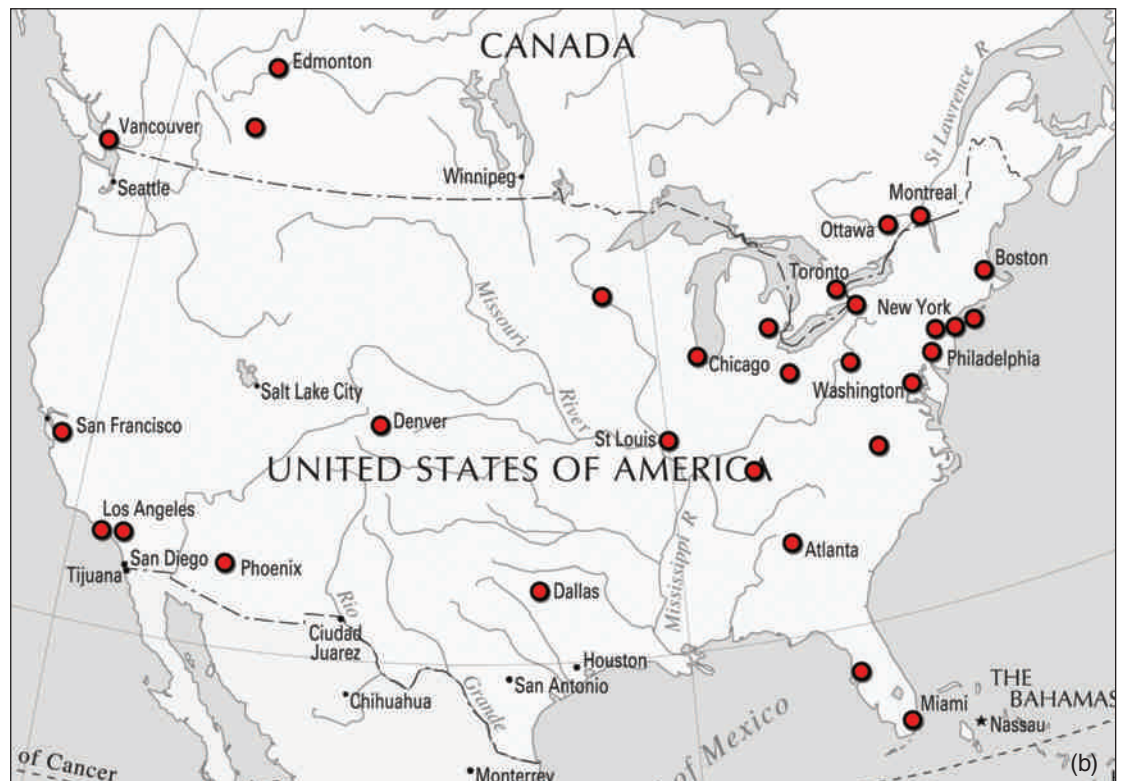 CANADA
Edmonton
Vancouver
Seattle
Winnipeg
St Lawrence R
Montreal
Ottawa
Boston
Toronto
New York
Missouri
Chicago
Philadelphia
Washington
Salt Lake City
River
Denver
San Francisco
St Louis
UNITED STATES OF AMERICA
Los Angeles
Mississippi R
San Diego
Atlanta
Tijuana
Phoenix
Dallas
Rio
Ciudad
Juarez
Houston
San Antonio
Chihuahua
Grande
THE
BAHAMAS
Miami
Nassau
of Mexico
of Cancer
Monterrey
(b)